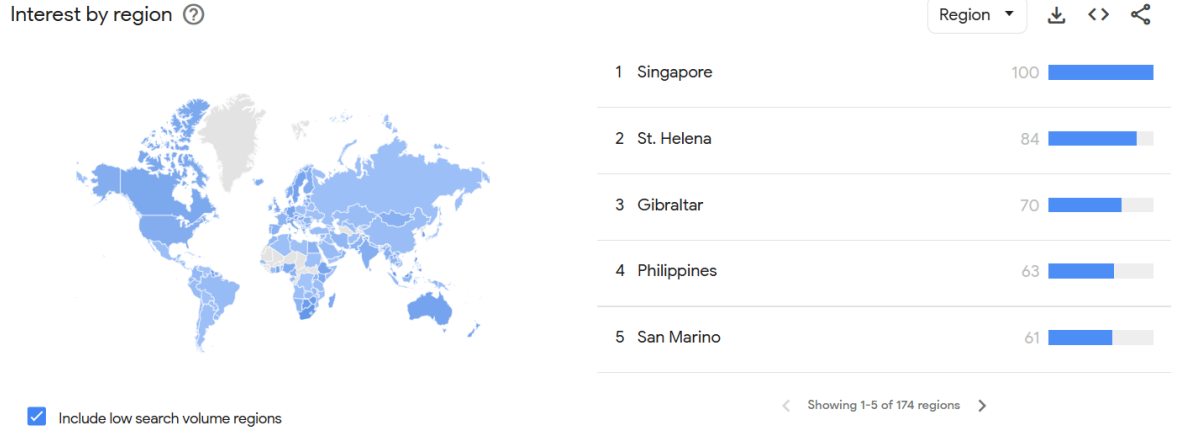 Interest by region
Region
1 Singapore 100
2 St. Helena 84
3 Gibraltar 70
4 Philippines 63
5 San Marino 61
Include low search volume regions
Showing 1-5 of 174 regions